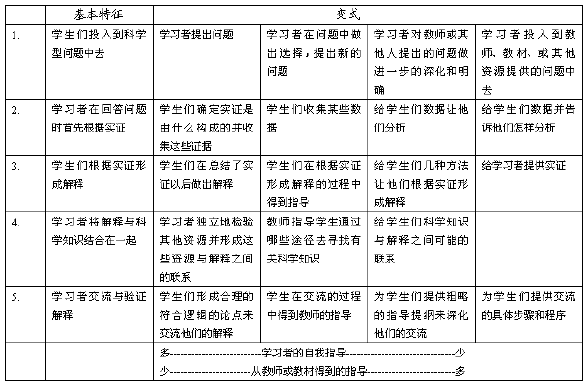 基本特征 变式
1. 学生们投入到科学型问题中去 学习者提出问题 学习者在问题中做出选择，提出新的问题 学习者对教师或其他人提出的问题做进一步的深化和明确 学习者投入到教师、教材、或其他资源提供的问题中去
2. 学习者在回答问题时首先根据实证 学生们确定实证是由什么构成的并收集这些证据 学生们收集某些数据 给学生们数据让他们分析 给学生们数据并告诉他们怎样分析
3. 学生们根据实证形成解释 学生们在总结了实证以后做出解释 学生们在根据实证形成解释的过程中得到指导 给学生们几种方法让他们根据实证形成解释 给学习者提供实证
4. 学习者将解释与科学知识结合在一起 学习者独立地检验其他资源并形成这些资源与解释之间的联系 教师指导学生通过哪些途径去寻找有关科学知识 给学生们科学知识与解释之间可能的联系
5. 学习者交流与验证解释 学生们形成合理的符合逻辑的论点来交流他们的解释 学生在交流的过程中得到教师的指导 为学生们提供粗略的指导提纲来深化他们的交流 为学生们提供交流的具体步骤和程序
多----------------------学习者的自我指导--------------------------少
少--------------------从教师或教材得到的指导----------------------多